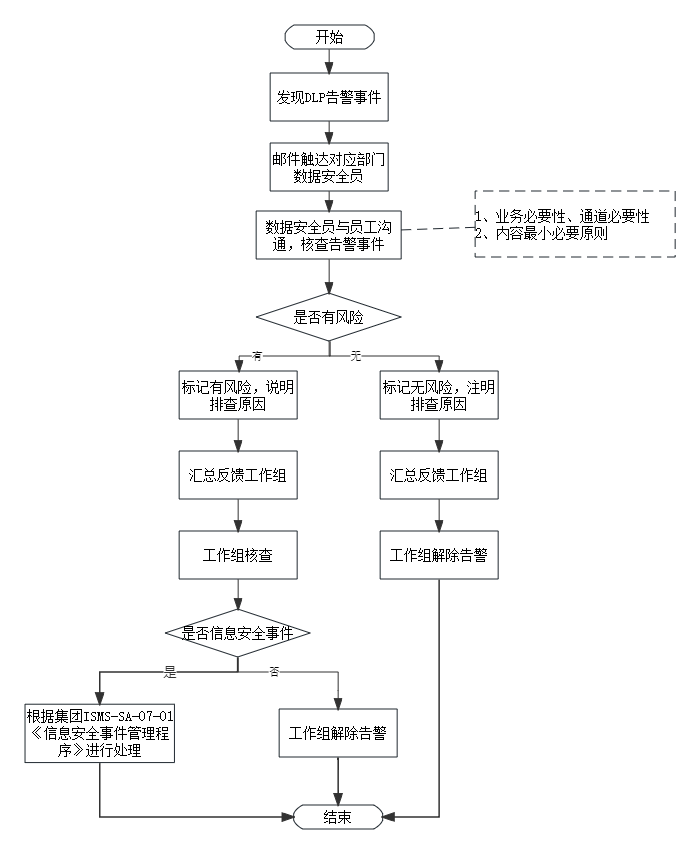 开始
发现DLP告警事件
邮件触达对应部门
数据安全员
数据安全员与员工沟
通，核查告警事件
1、业务必要性、通道必要性
2、内容最小必要原则
是否有风险
有
无
标记有风险，说明
排查原因
标记无风险，注明
排查原因
汇总反馈工作组
汇总反馈工作组
工作组核查
工作组解除告警
是否信息安全事件
是
否
根据集团ISMS-SA-07-01
《信息安全事件管理程
序》进行处理
工作组解除告警
结束